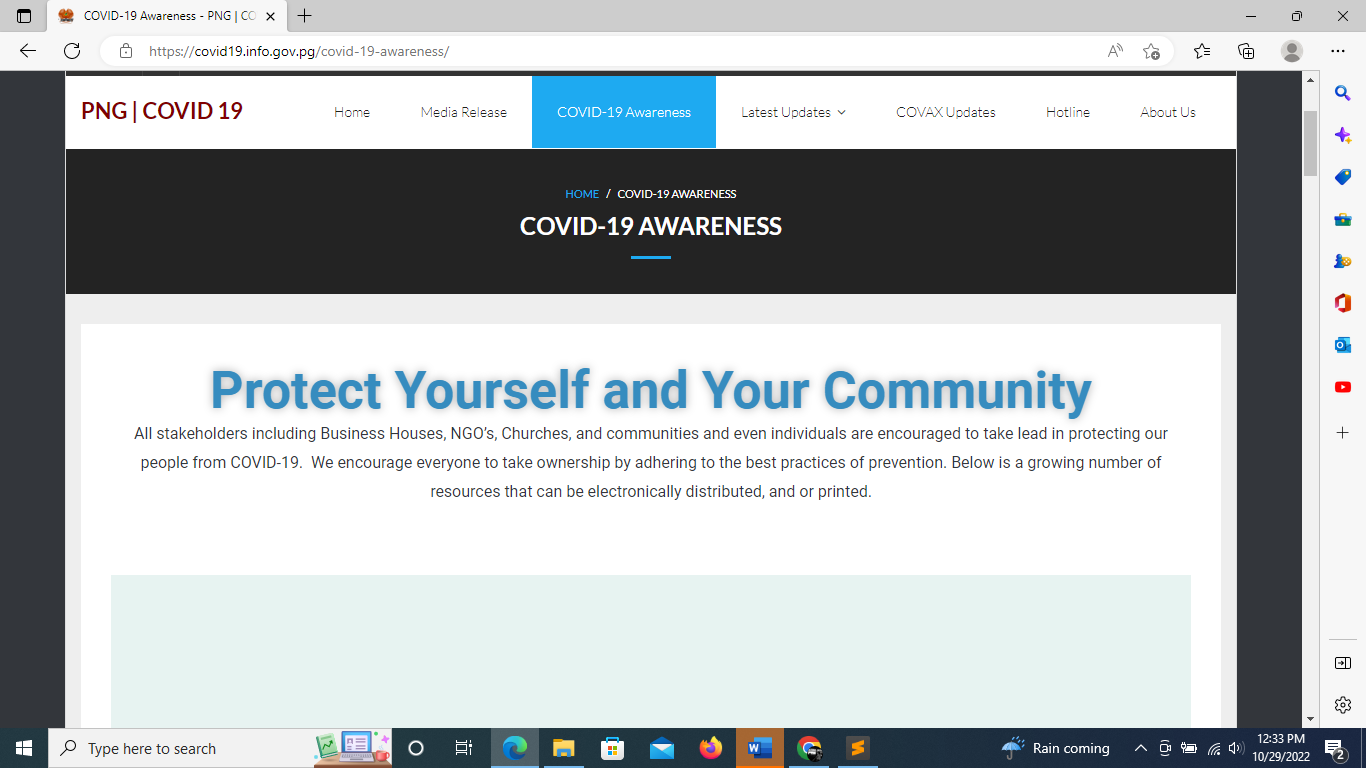 COVID-19 Awareness - PNG | CO
https://covid19.info.gov.pg/covid-19-awareness/
PNG | COVID 19
Home
Media Release
COVID-19 Awareness
Latest Updates
COVAX Updates
Hotline
About Us
HOME / COVID-19 AWARENESS
COVID-19 AWARENESS
Protect Yourself and Your Community
All stakeholders including Business Houses, NGO’s, Churches, and communities and even individuals are encouraged to take lead in protecting our
people from COVID-19.  We encourage everyone to take ownership by adhering to the best practices of prevention. Below is a growing number of
resources that can be electronically distributed, and or printed.
Type here to search
Rain coming
12:33 PM
10/29/2022
2